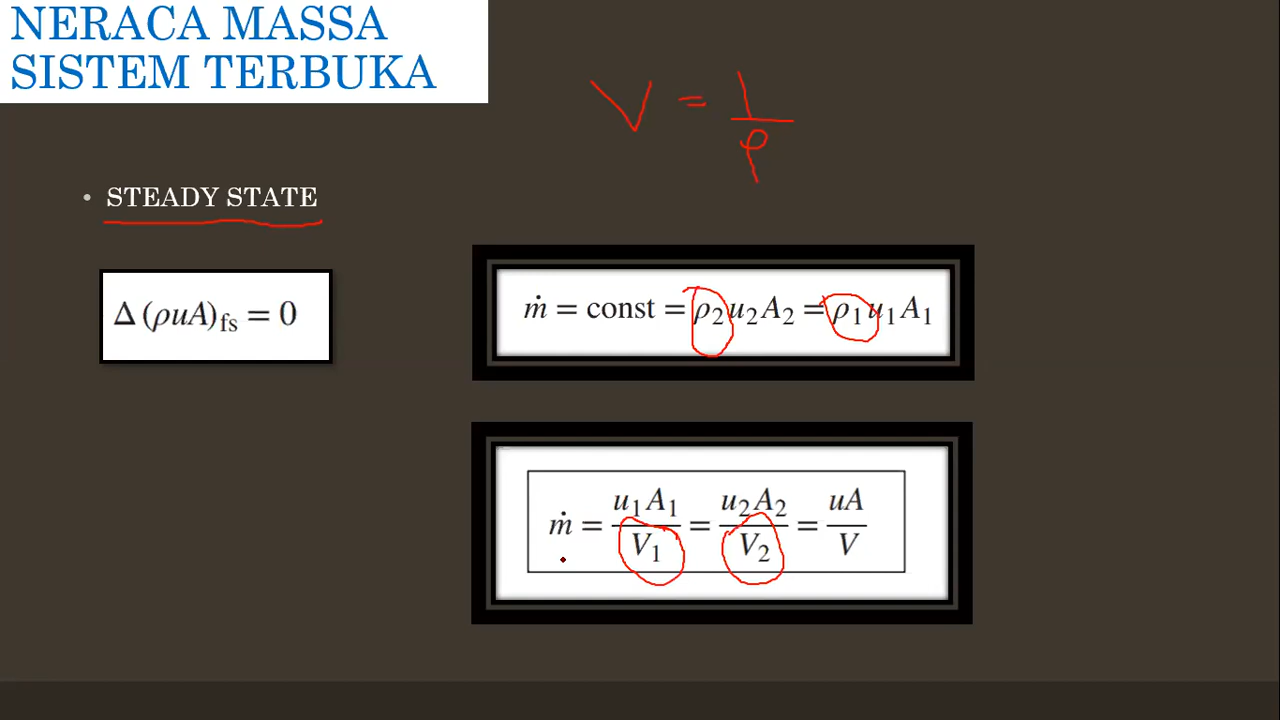 NERACA MASSA
SISTEM TERBUKA
V = 1/ρ
• STEADY STATE
Δ(ρuA)fs = 0
ṁ = const = ρ₂u₂A₂ = ρ₁u₁A₁
ṁ = u₁A₁/V₁ = u₂A₂/V₂ = uA/V